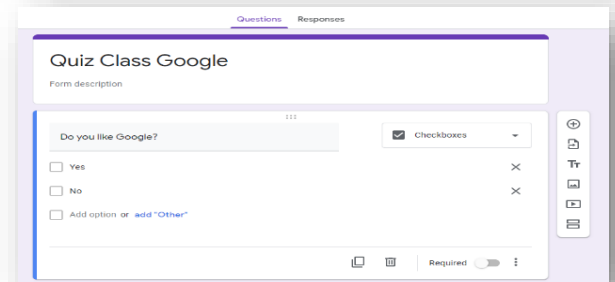 Questions Responses
Quiz Class Google
Form description
Do you like Google? Checkboxes
Yes
No
Add option or add "Other"
Tт
Required